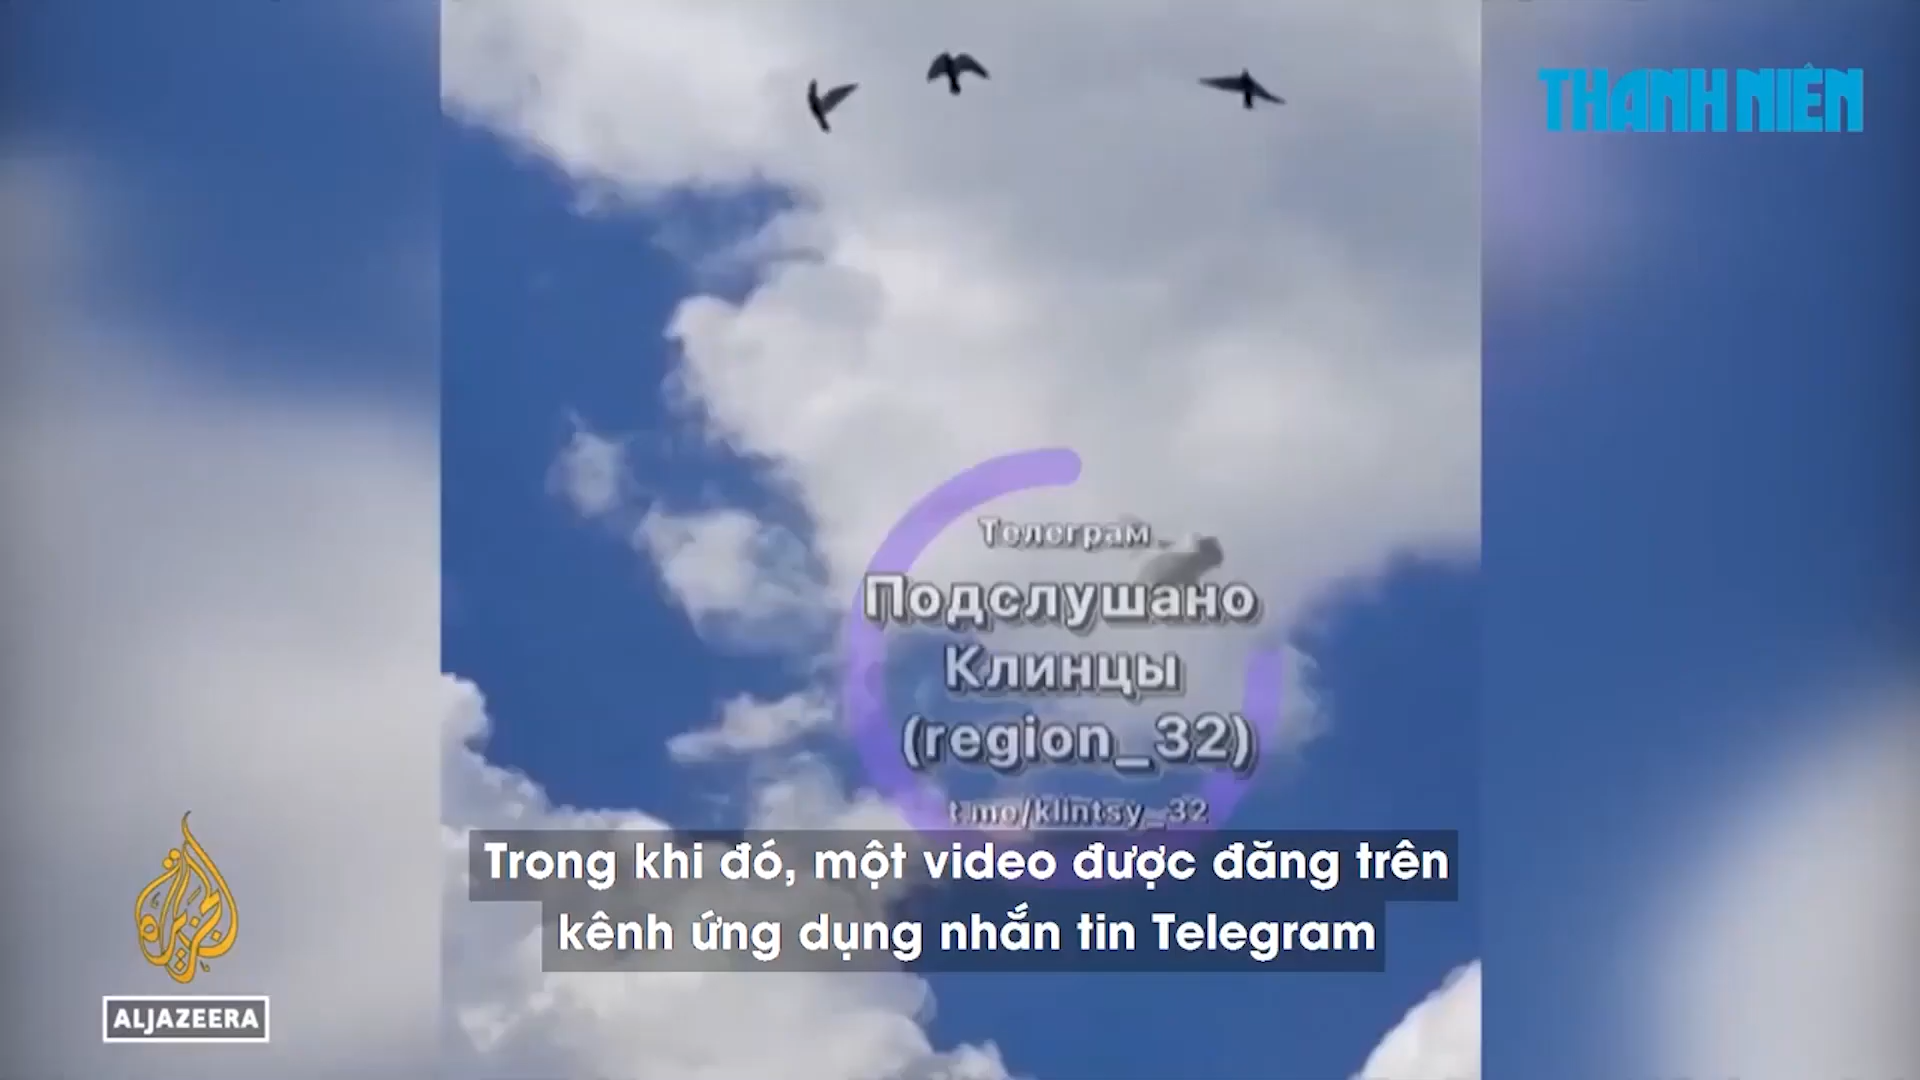 THANH NIÊN
Телеграм
Подслушано
Клинцы
(region_32)
t.me/klintsy_32
Trong khi đó, một video được đăng trên
kênh ứng dụng nhắn tin Telegram
ALJAZEERA